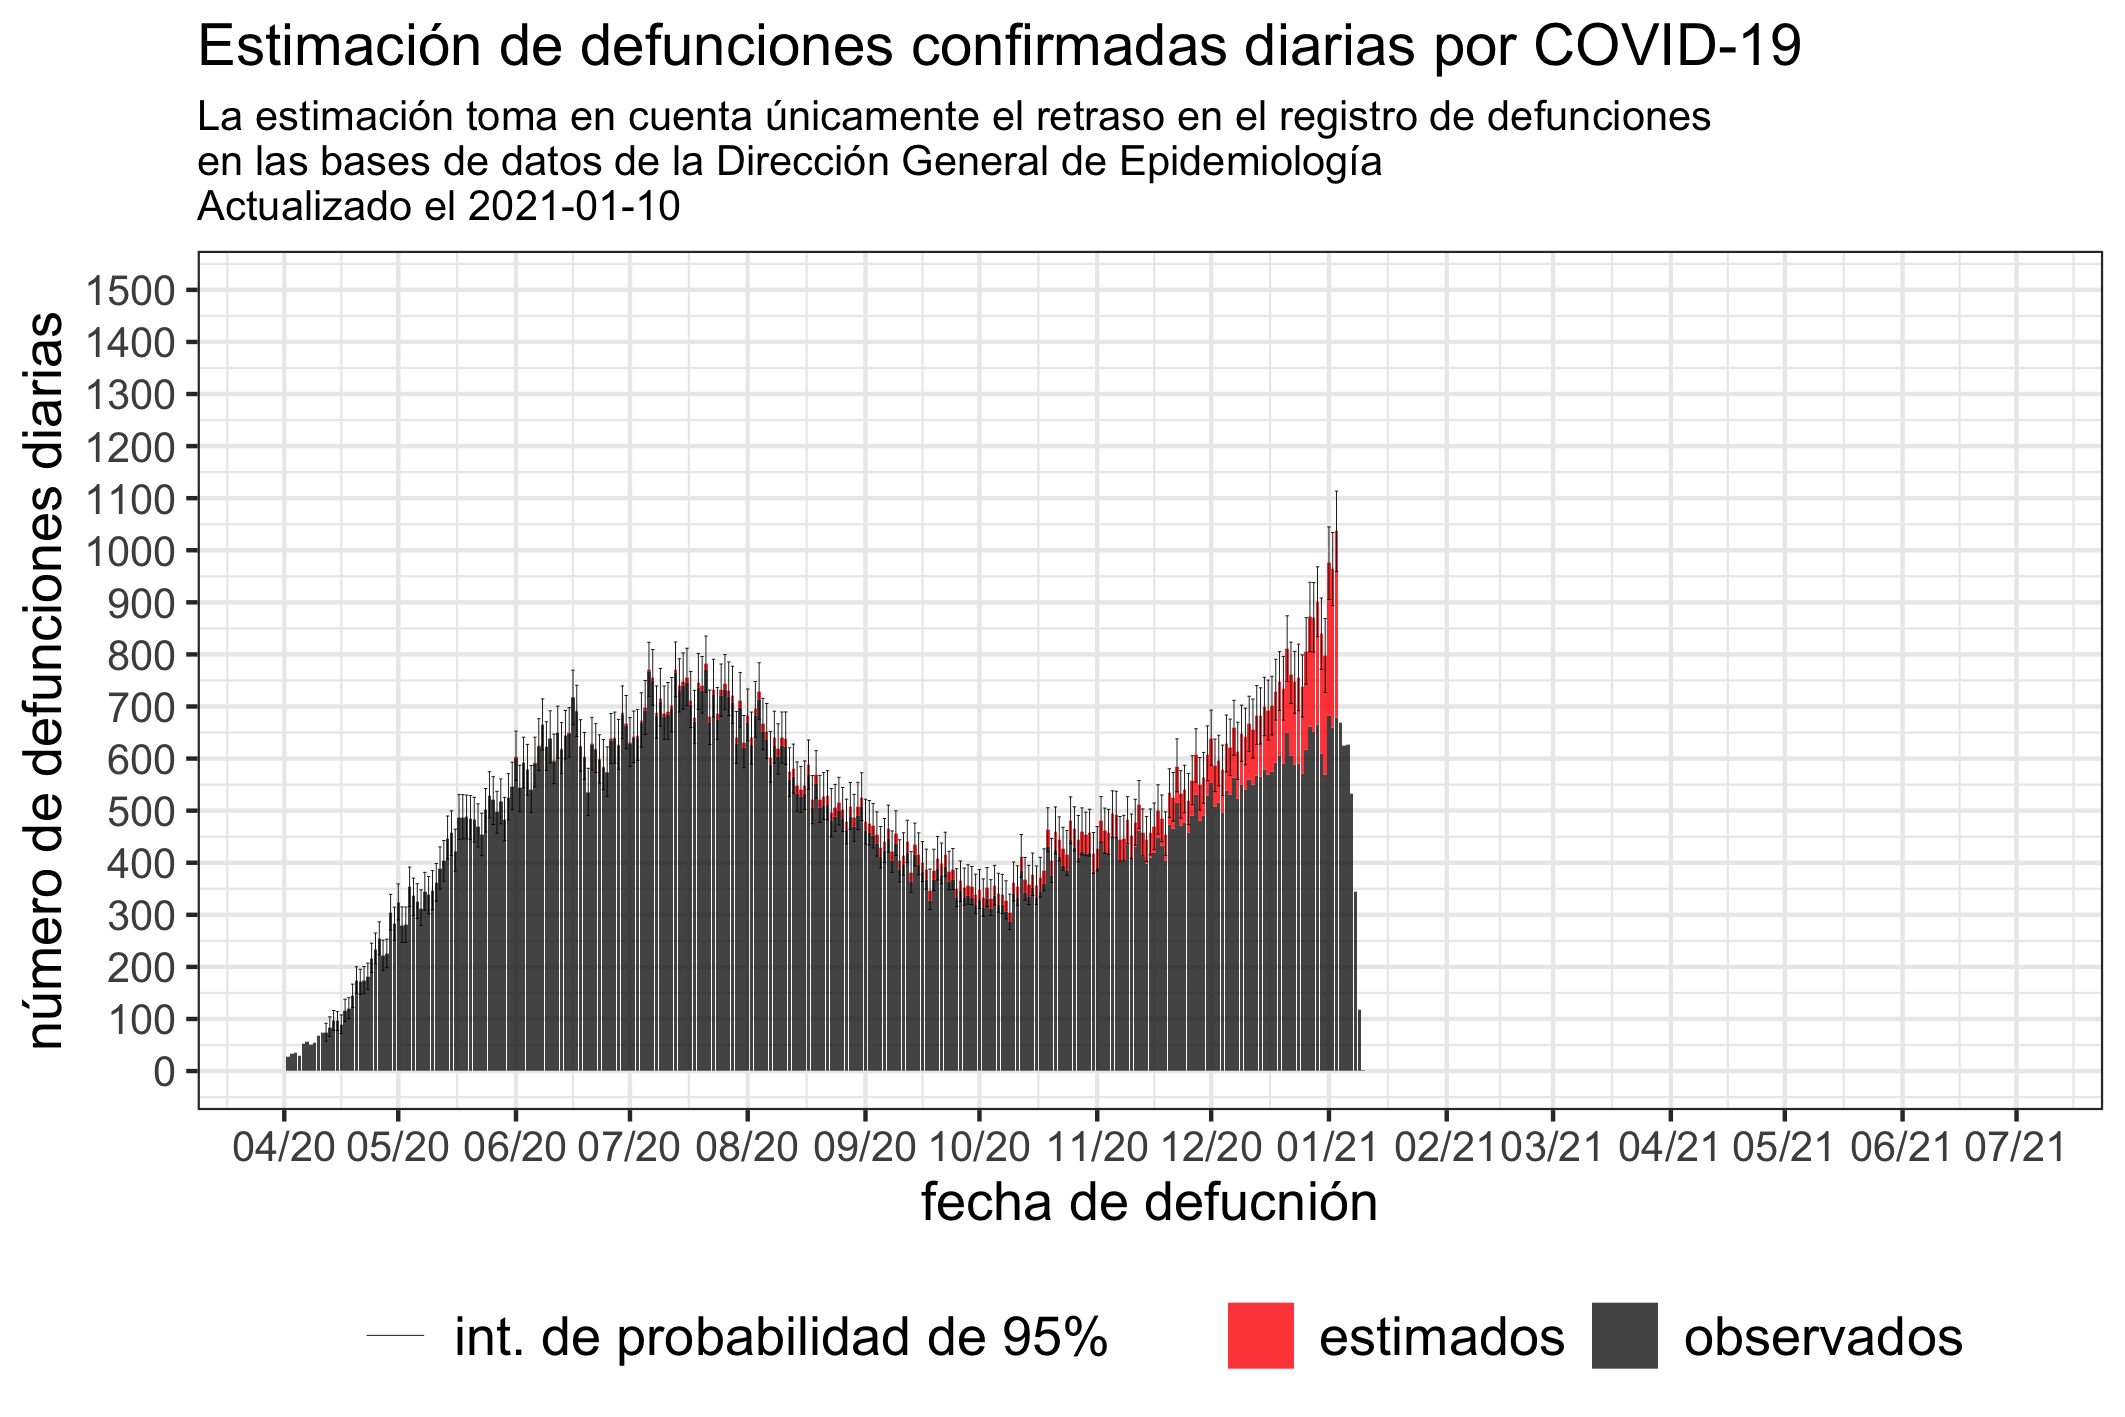 Estimación de defunciones confirmadas diarias por COVID-19
La estimación toma en cuenta únicamente el retraso en el registro de defunciones
en las bases de datos de la Dirección General de Epidemiología
Actualizado el 2021-01-10
número de defunciones diarias
1500
1400
1300
1200
1100
1000
900
800
700
600
500
400
300
200
100
0
04/20 05/20 06/20 07/20 08/20 09/20 10/20 11/20 12/20 01/21 02/21 03/21 04/21 05/21 06/21 07/21
fecha de defucnión
int. de probabilidad de 95% estimados observados